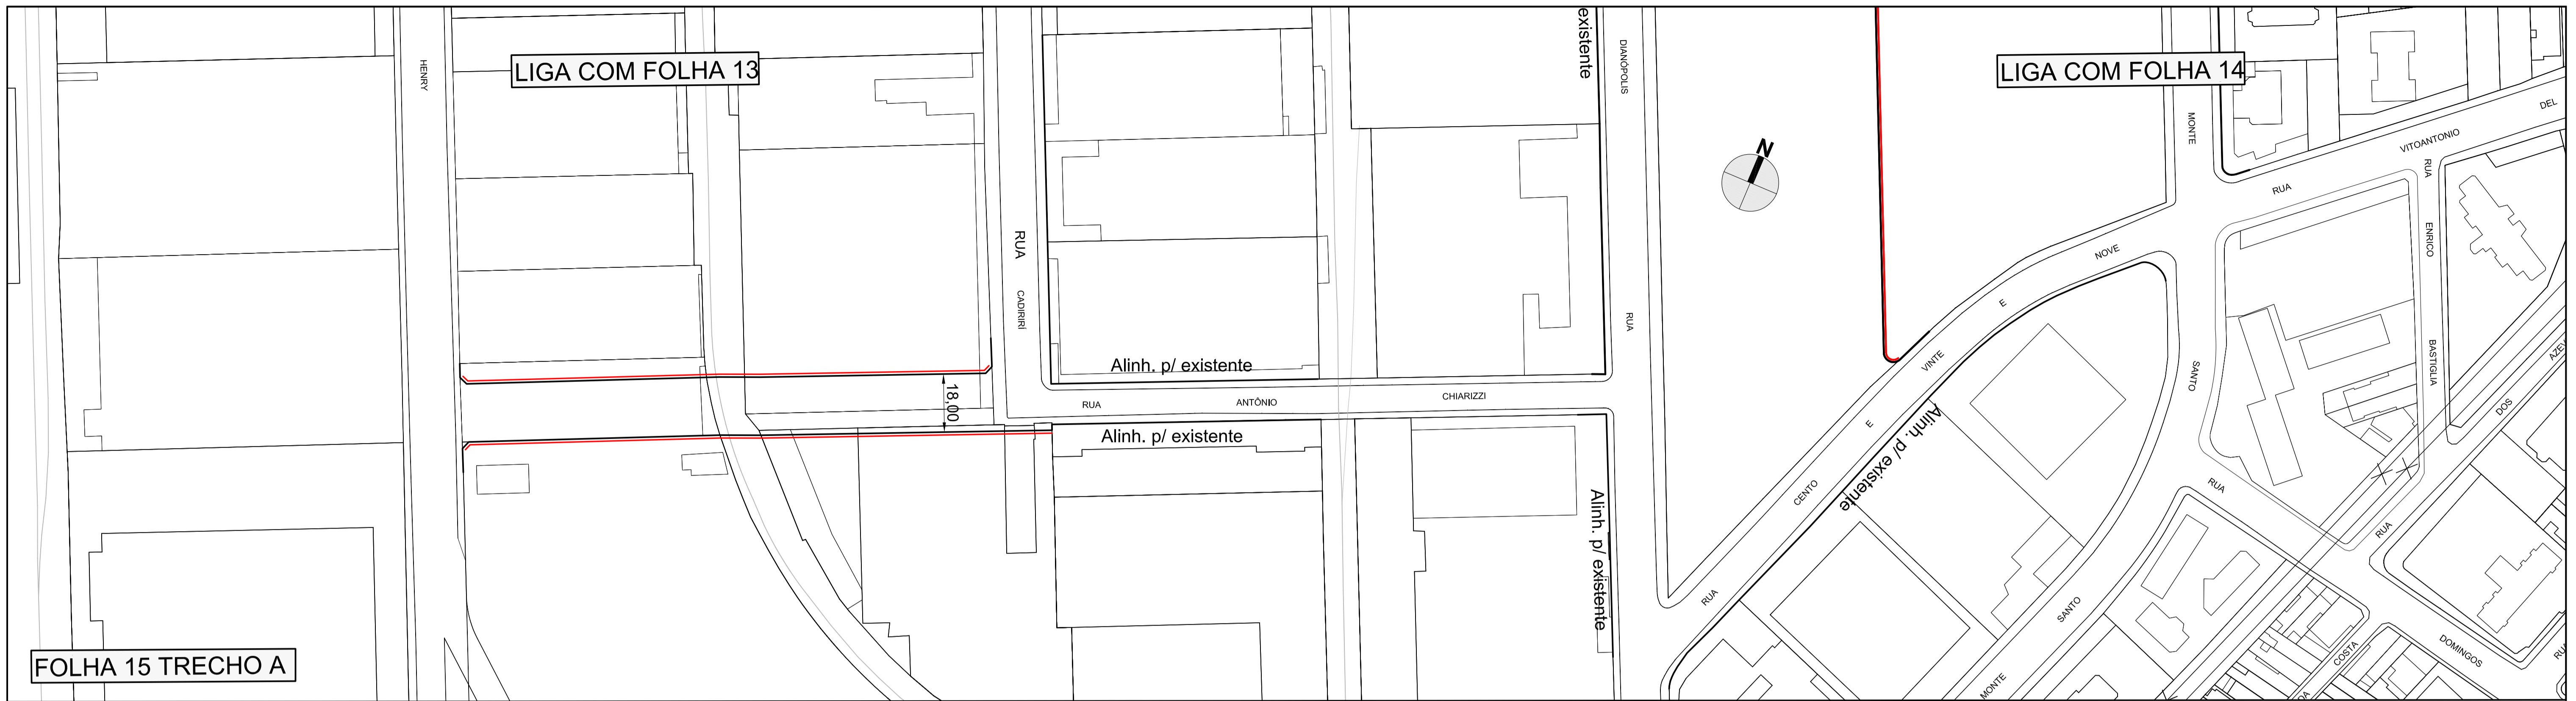 LIGA COM FOLHA 13
LIGA COM FOLHA 14
FOLHA 15 TRECHO A
HENRY
RUA
CADIRIRÍ
existente
DIANÓPOLIS
RUA
N
MONTE
RUA
VITOANTONIO
DEL
RUA
ENRICO
BASTIGLIA
Alinh. p/ existente
18,00
RUA
ANTÔNIO
CHIARIZZI
Alinh. p/ existente
Alinh. p/ existente
RUA
CENTO
E
VINTE
E
NOVE
Alinh. p/ existente
SANTO
RUA
MONTE
SANTO
RUA
DOS
COSTA
DOMINGOS